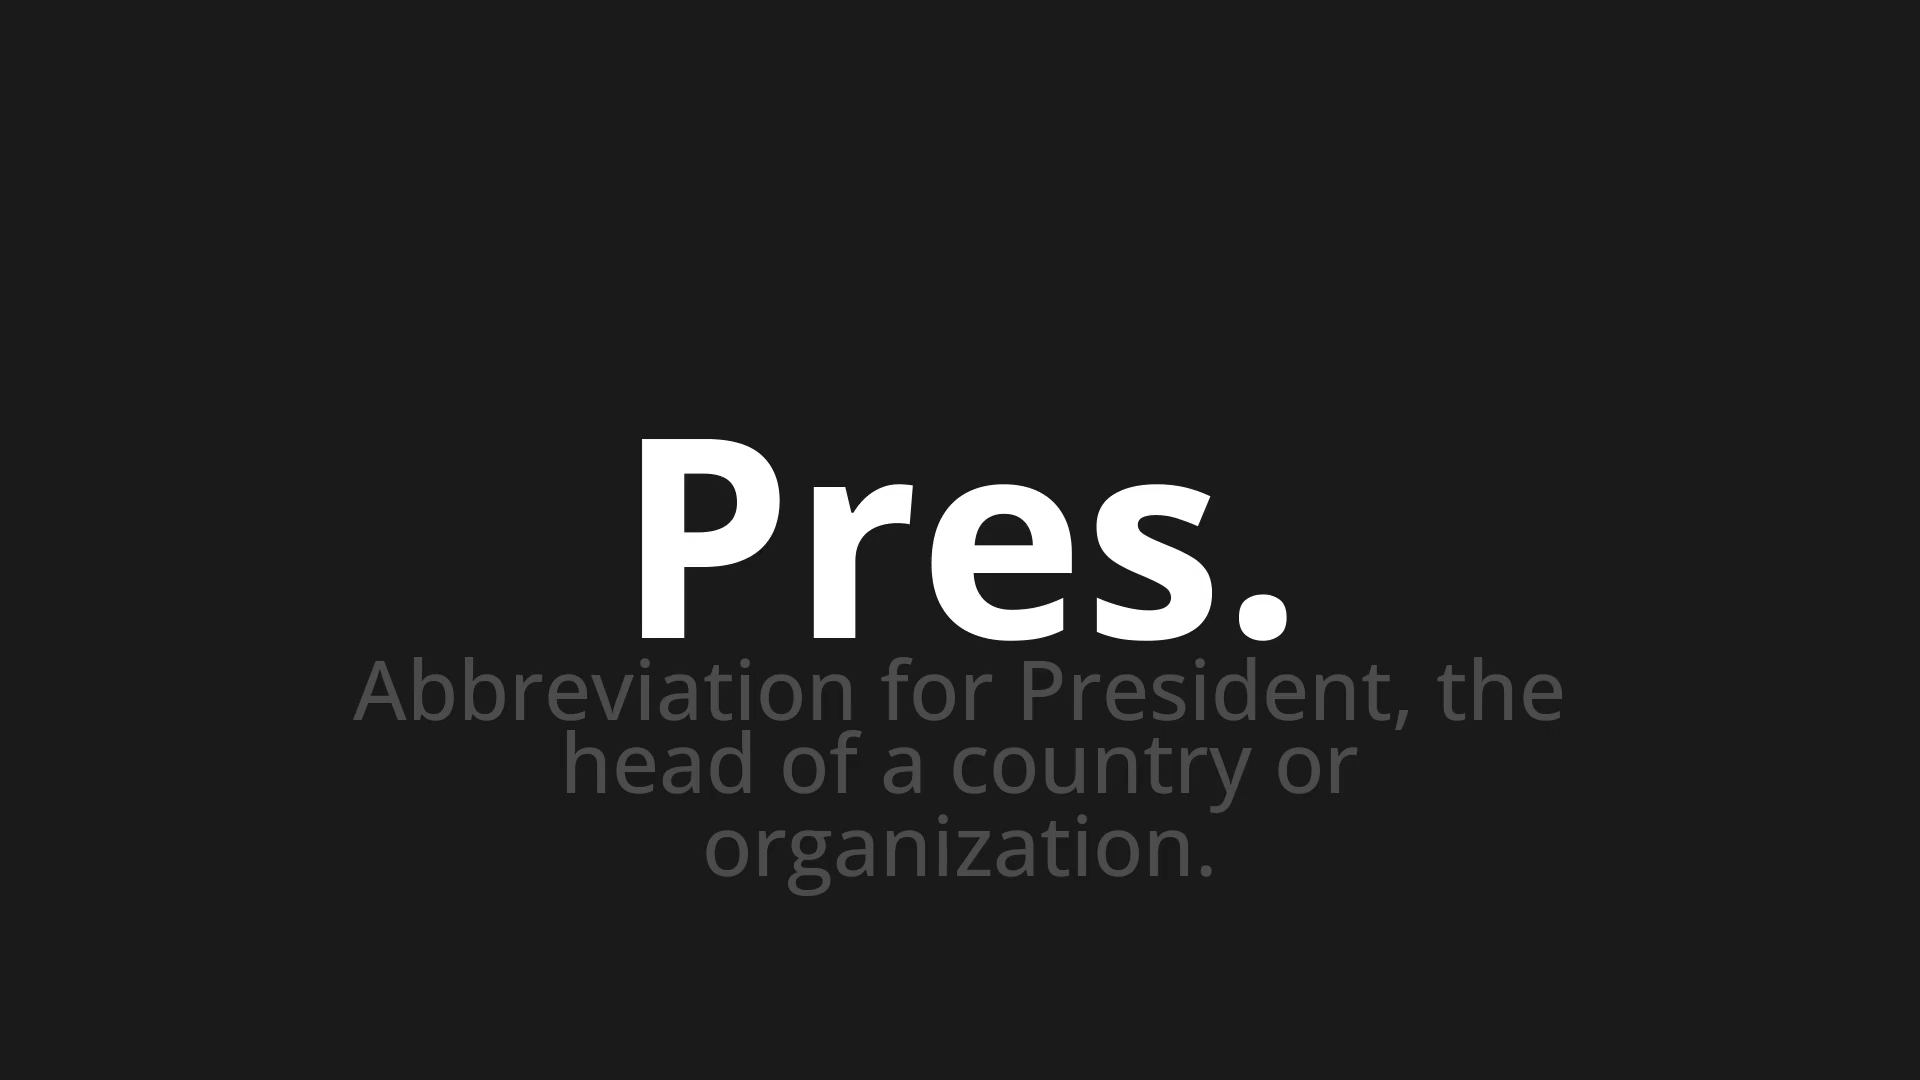 Pres.
Abbreviation for President, the
head of a country or
organization.